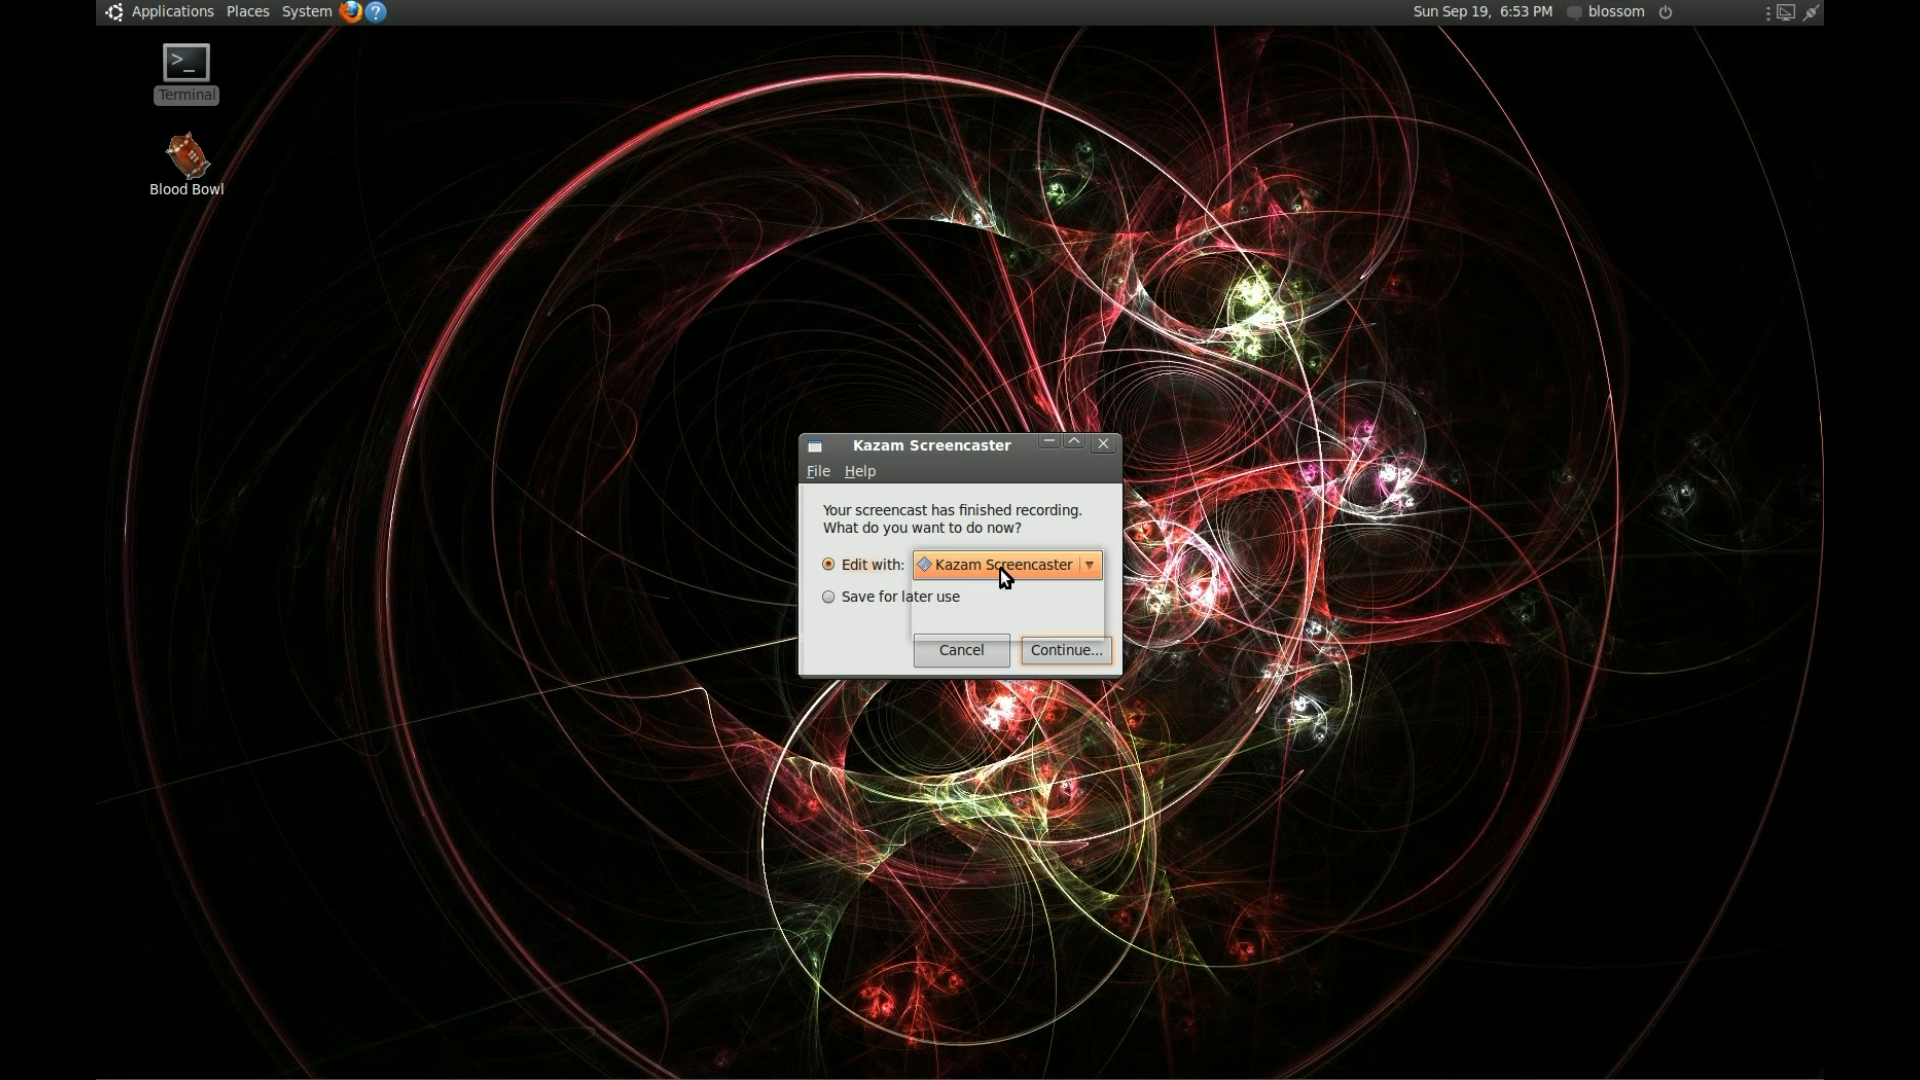 Applications Places System
Sun Sep 19, 6:53 PM blossom
Terminal
Blood Bowl
Kazam Screencaster
File Help
Your screencast has finished recording.
What do you want to do now?
Edit with: Kazam Screencaster
Save for later use
Cancel Continue...